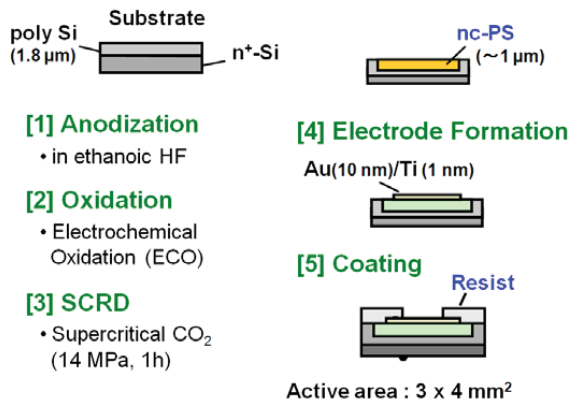 Substrate
poly Si
(1.8 μm)
n⁺-Si
[1] Anodization
• in ethanoic HF
[2] Oxidation
• Electrochemical
Oxidation (ECO)
[3] SCRD
• Supercritical CO₂
(14 MPa, 1h)
nc-PS
(～1 μm)
[4] Electrode Formation
Au(10 nm)/Ti (1 nm)
[5] Coating
Resist
Active area : 3 x 4 mm²